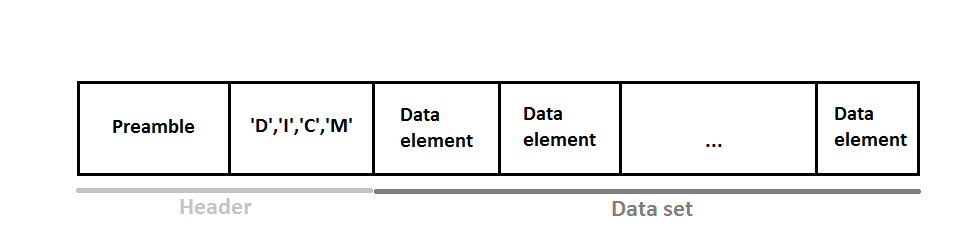 Preamble
'D','I','C','M'
Data
element
Data
element
...
Data
element
Header
Data set